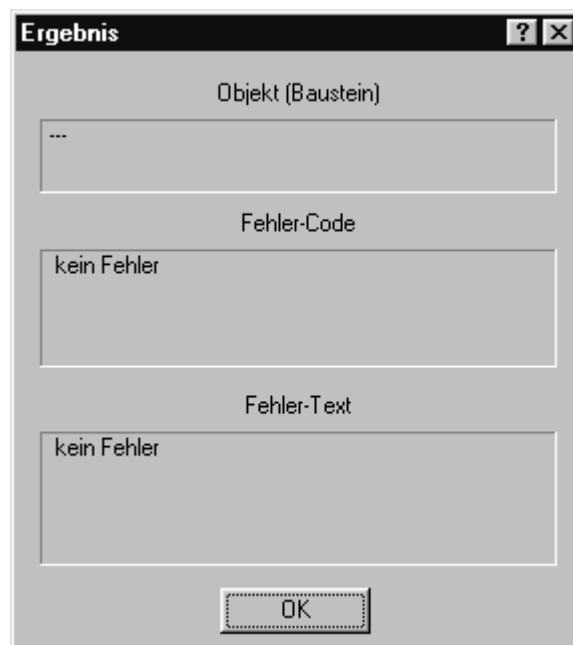 Ergebnis
Objekt (Baustein)
---
Fehler-Code
kein Fehler
Fehler-Text
kein Fehler
OK